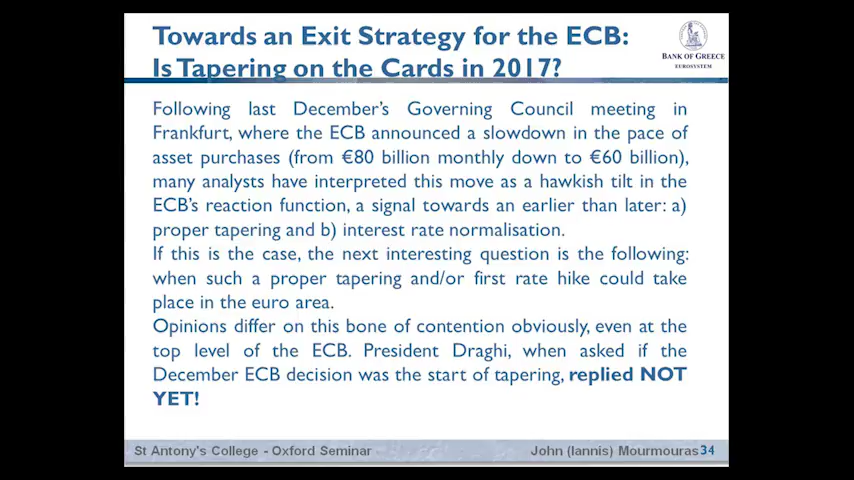 Towards an Exit Strategy for the ECB:
Is Tapering on the Cards in 2017?
BANK OF GREECE
EUROSYSTEM
Following last December's Governing Council meeting in
Frankfurt, where the ECB announced a slowdown in the pace of
asset purchases (from €80 billion monthly down to €60 billion),
many analysts have interpreted this move as a hawkish tilt in the
ECB's reaction function, a signal towards an earlier than later: a)
proper tapering and b) interest rate normalisation.
If this is the case, the next interesting question is the following:
when such a proper tapering and/or first rate hike could take
place in the euro area.
Opinions differ on this bone of contention obviously, even at the
top level of the ECB. President Draghi, when asked if the
December ECB decision was the start of tapering, replied NOT
YET!
St Antony's College - Oxford Seminar
John (Iannis) Mourmouras 34